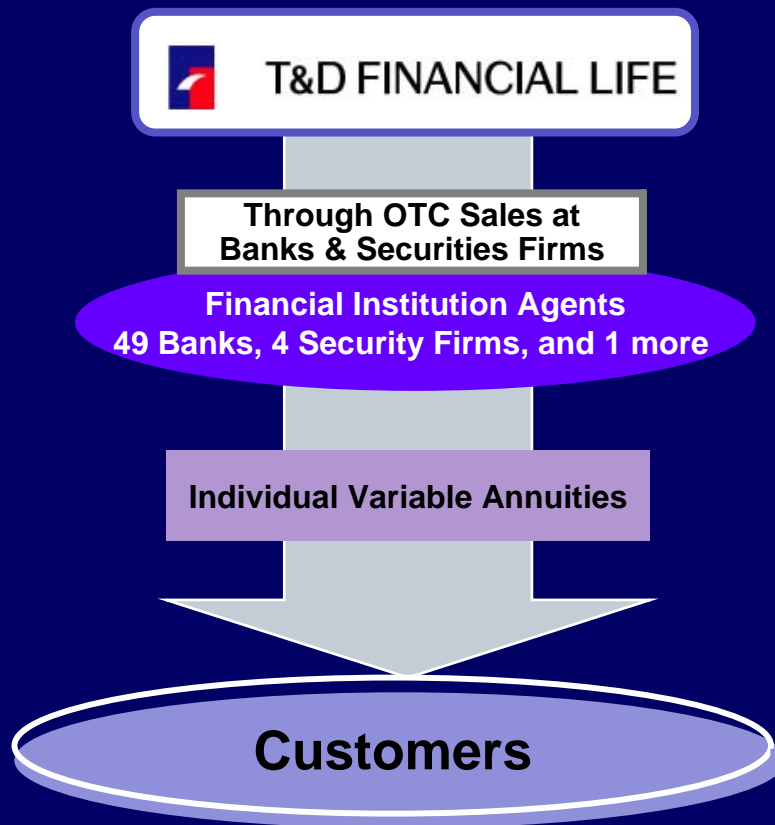 T&D FINANCIAL LIFE
Through OTC Sales at
Banks & Securities Firms
Financial Institution Agents
49 Banks, 4 Security Firms, and 1 more
Individual Variable Annuities
Customers